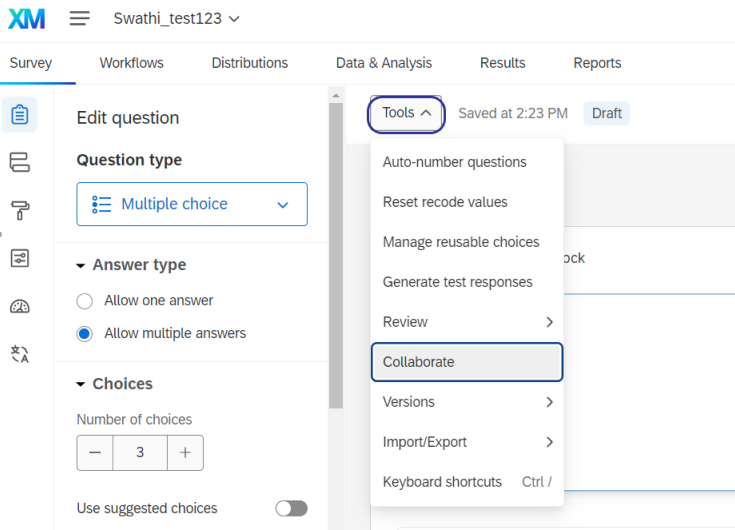 XM
Swathi_test123
Survey Workflows Distributions Data & Analysis Results Reports
Edit question
Question type
Multiple choice
Answer type
Allow one answer
Allow multiple answers
Choices
Number of choices
− 3 +
Use suggested choices
Tools Saved at 2:23 PM Draft
Auto-number questions
Reset recode values
Manage reusable choices
ock
Generate test responses
Review
Collaborate
Versions
Import/Export
Keyboard shortcuts Ctrl /